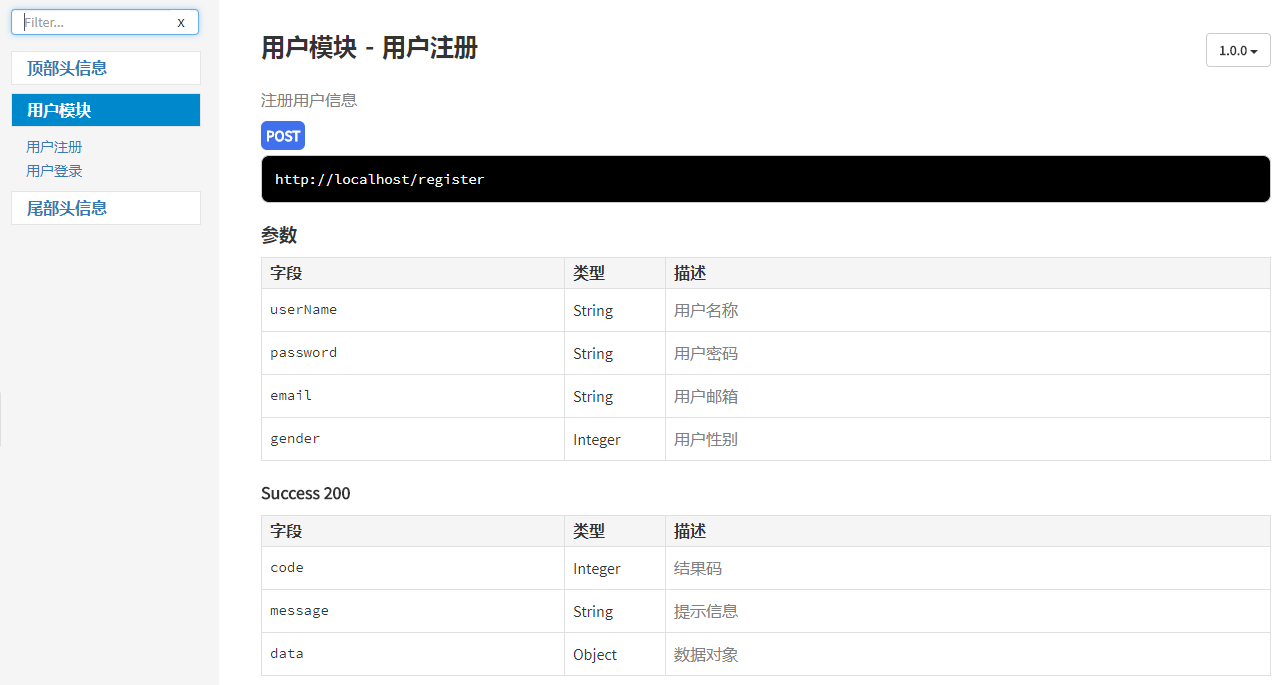 Filter...
X
顶部头信息
用户模块
用户注册
用户登录
尾部头信息
用户模块 - 用户注册
1.0.0
注册用户信息
POST
http://localhost/register
参数
字段 类型 描述
userName String 用户名称
password String 用户密码
email String 用户邮箱
gender Integer 用户性别
Success 200
字段 类型 描述
code Integer 结果码
message String 提示信息
data Object 数据对象